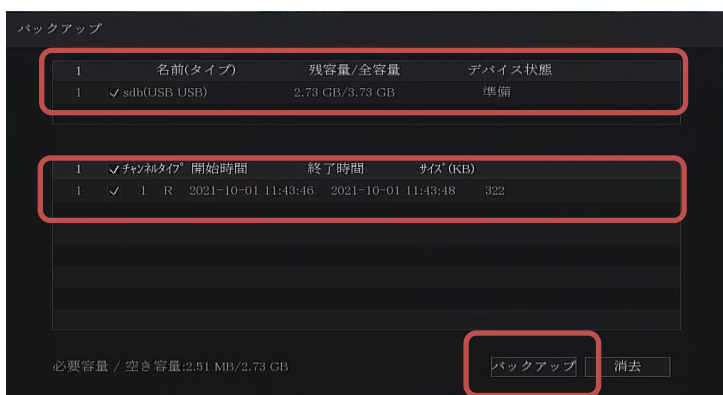 バックアップ
1 名前(タイプ) 残容量/全容量 デバイス状態
1 ✓ sdb(USB USB) 2.73 GB/3.73 GB 準備
1 ✓ チャンネルタイプ 開始時間 終了時間 サイズ(KB)
1 ✓ 1 R 2021-10-01 11:43:46 2021-10-01 11:43:48 322
必要容量 / 空き容量:2.51 MB/2.73 GB バックアップ 消去